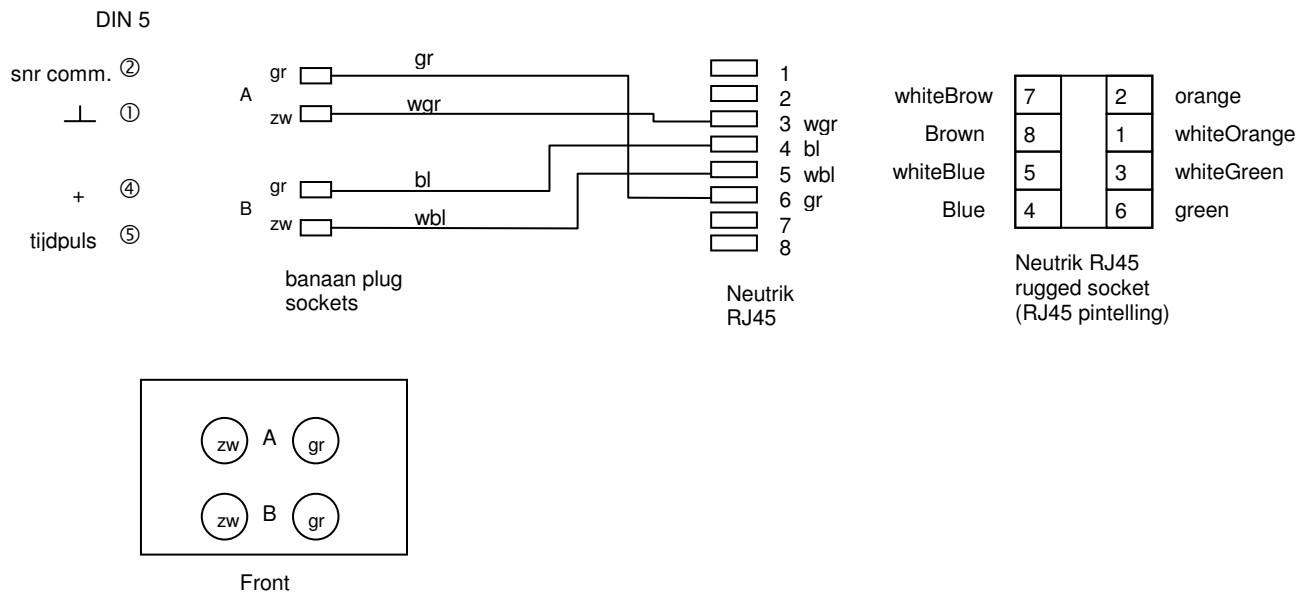 DIN 5
snr comm. ②
①
+ ④
tijdpuls ⑤
A
gr
zw
B
gr
zw
gr
wgr
bl
wbl
banaan plug
sockets
1
2
3 wgr
4 bl
5 wbl
6 gr
7
8
Neutrik
RJ45
whiteBrow 7 2 orange
Brown 8 1 whiteOrange
whiteBlue 5 3 whiteGreen
Blue 4 6 green
Neutrik RJ45
rugged socket
(RJ45 pintelling)
zw A gr
zw B gr
Front